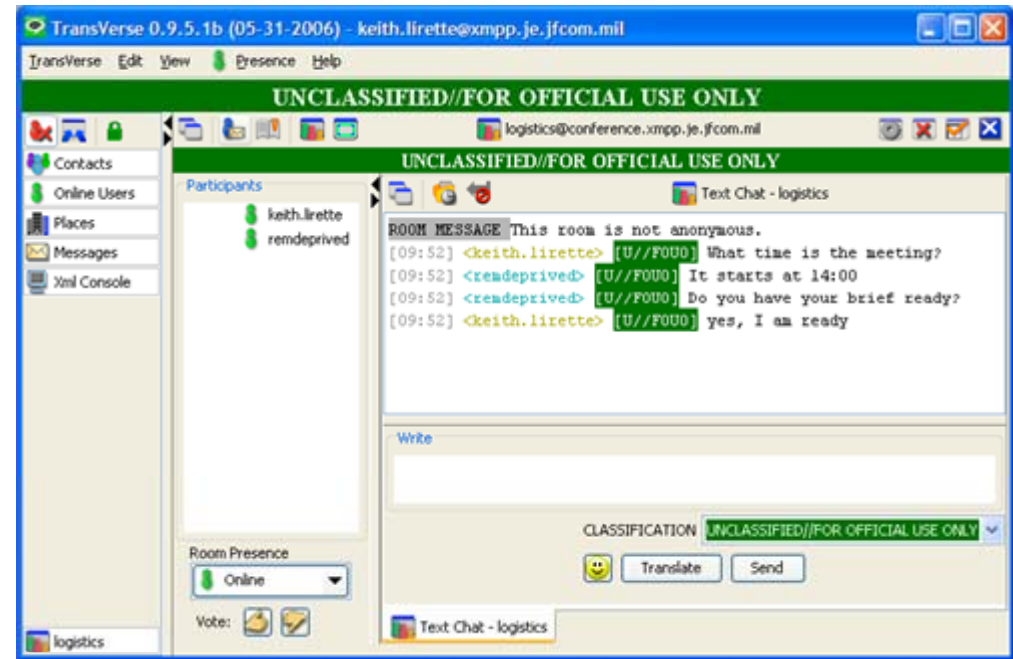 TransVerse 0.9.5.1b (05-31-2006) - keith.lirette@xmpp.je.jfcom.mil
TransVerse Edit View Presence Help
UNCLASSIFIED//FOR OFFICIAL USE ONLY
logistics@conference.xmpp.je.jfcom.mil
Contacts
Online Users
Places
Messages
Xml Console
logistics
UNCLASSIFIED//FOR OFFICIAL USE ONLY
Participants
keith.lirette
remdeprived
Room Presence
Online
Vote:
Text Chat - logistics
ROOM MESSAGE This room is not anonymous.
[09:52] <keith.lirette> [U//FOUO] What time is the meeting?
[09:52] <remdeprived> [U//FOUO] It starts at 14:00
[09:52] <remdeprived> [U//FOUO] Do you have your brief ready?
[09:52] <keith.lirette> [U//FOUO] yes, I am ready
Write
CLASSIFICATION UNCLASSIFIED//FOR OFFICIAL USE ONLY
Translate Send
Text Chat - logistics